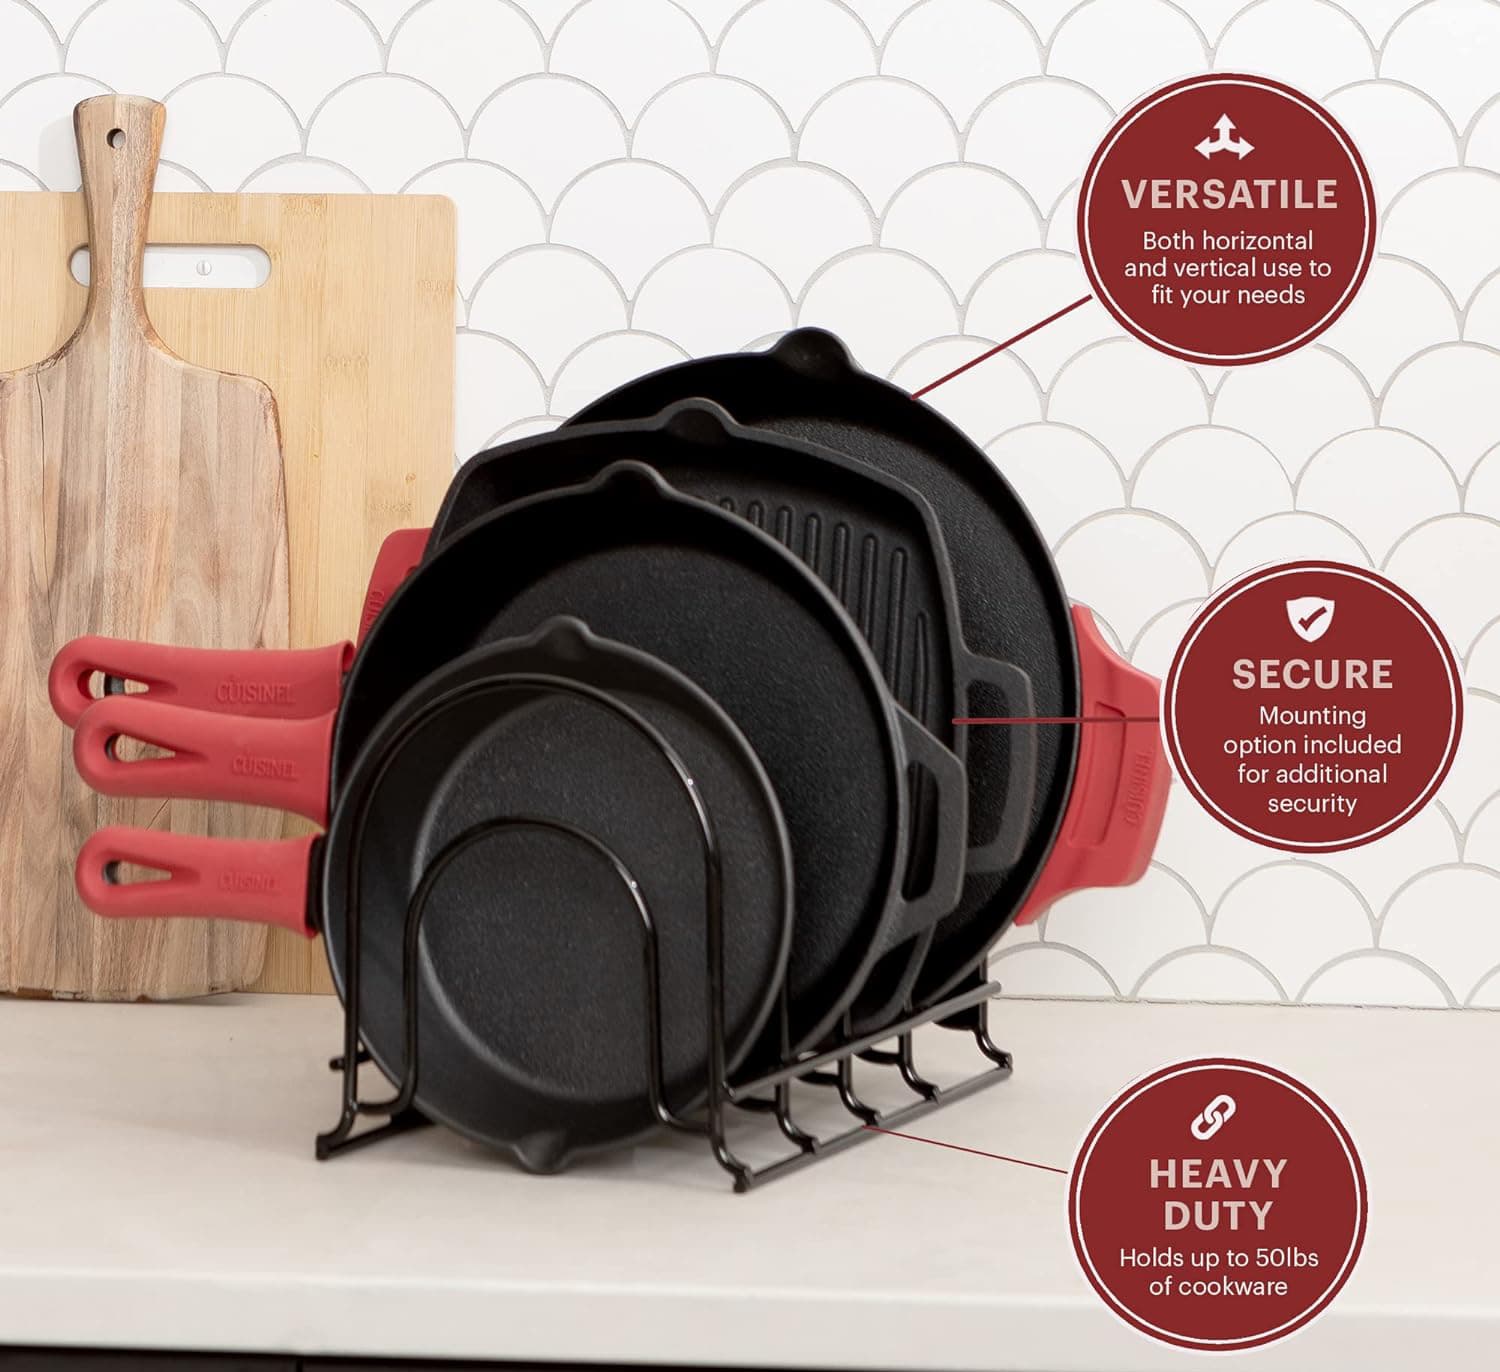 VERSATILE
Both horizontal
and vertical use to
fit your needs
SECURE
Mounting
option included
for additional
security
CUISINEL
CUISINEL
CUISINEL
CUISINEL
HEAVY
DUTY
Holds up to 50lbs
of cookware